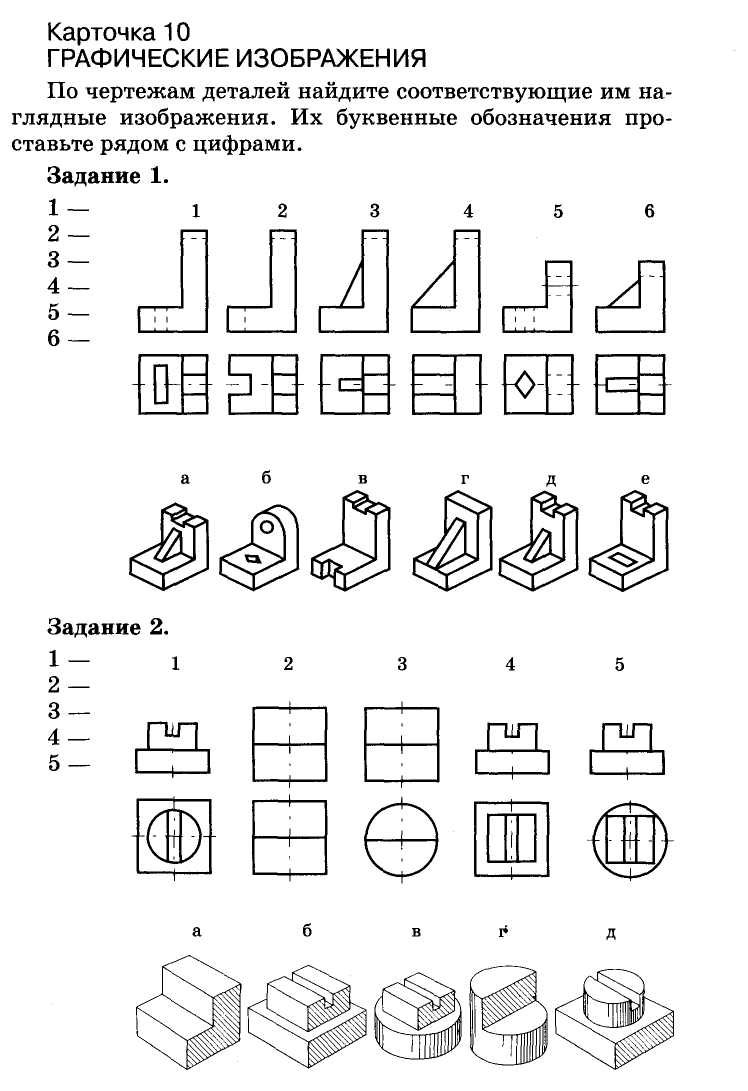 Карточка 10
ГРАФИЧЕСКИЕ ИЗОБРАЖЕНИЯ
По чертежам деталей найдите соответствующие им на-
глядные изображения. Их буквенные обозначения про-
ставьте рядом с цифрами.
Задание 1.
1 —
2 —
3 —
4 —
5 —
6 —
1 2 3 4 5 6
а б в г д е
Задание 2.
1 —
2 —
3 —
4 —
5 —
1 2 3 4 5
а б в г д